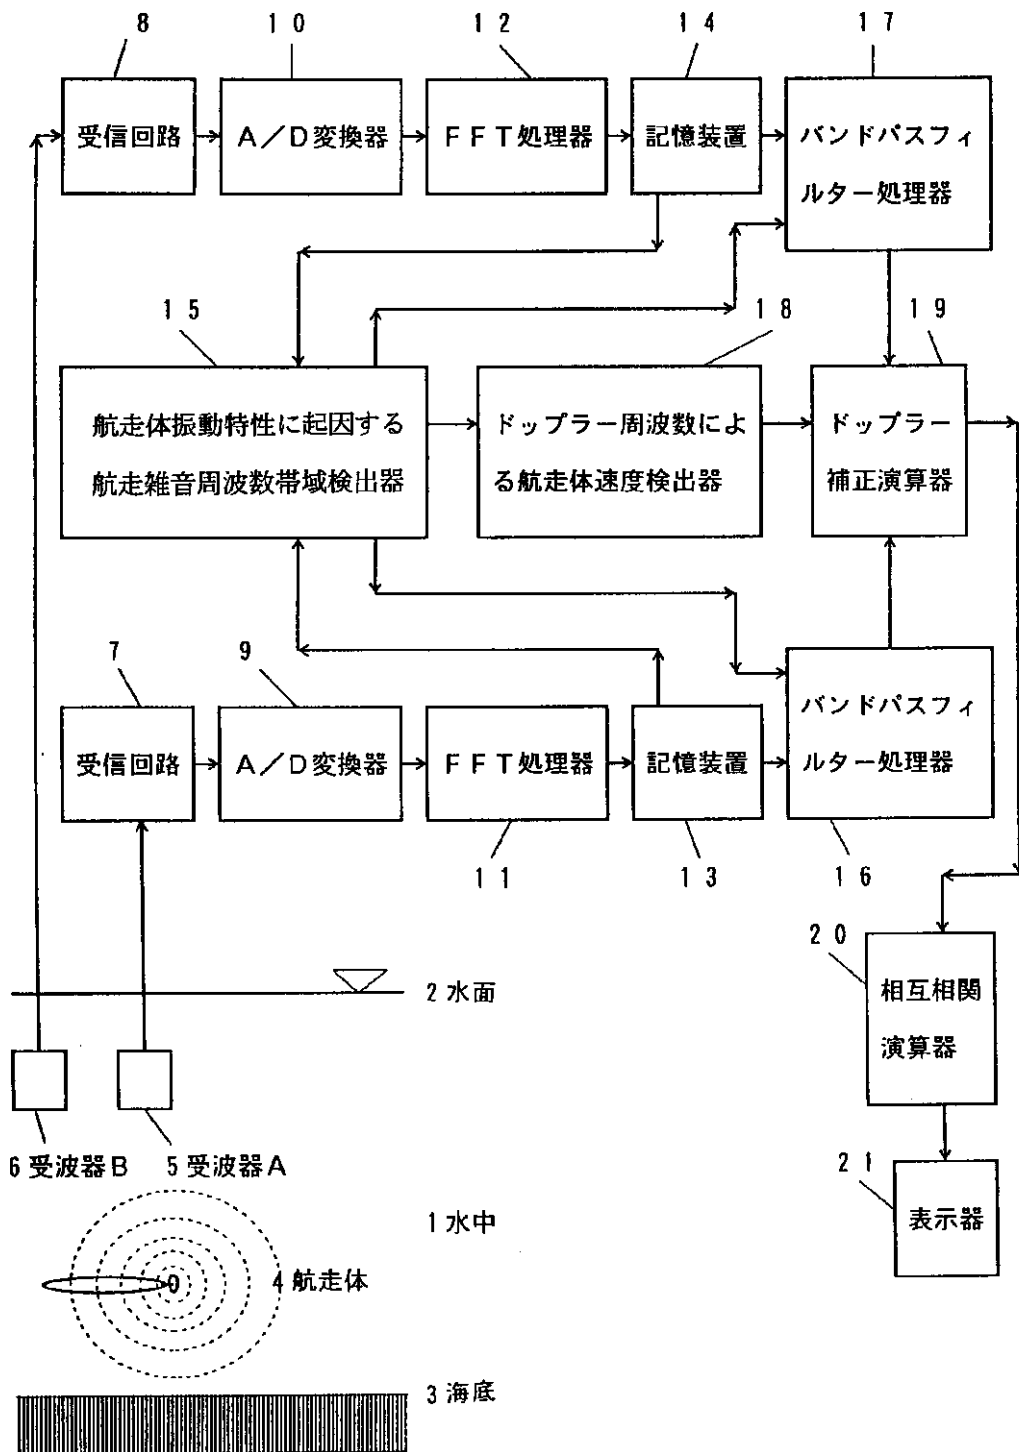 8
10
12
14
17
受信回路
A/D変換器
FFT処理器
記憶装置
バンドパスフィ
ルター処理器
15
18
19
航走体振動特性に起因する
航走雑音周波数帯域検出器
ドップラー周波数によ
る航走体速度検出器
ドップラー
補正演算器
7
9
受信回路
A/D変換器
FFT処理器
記憶装置
バンドパスフィ
ルター処理器
11
13
16
20
相互相関
演算器
2 水面
6 受波器B
5 受波器A
21
表示器
1 水中
4 航走体
3 海底